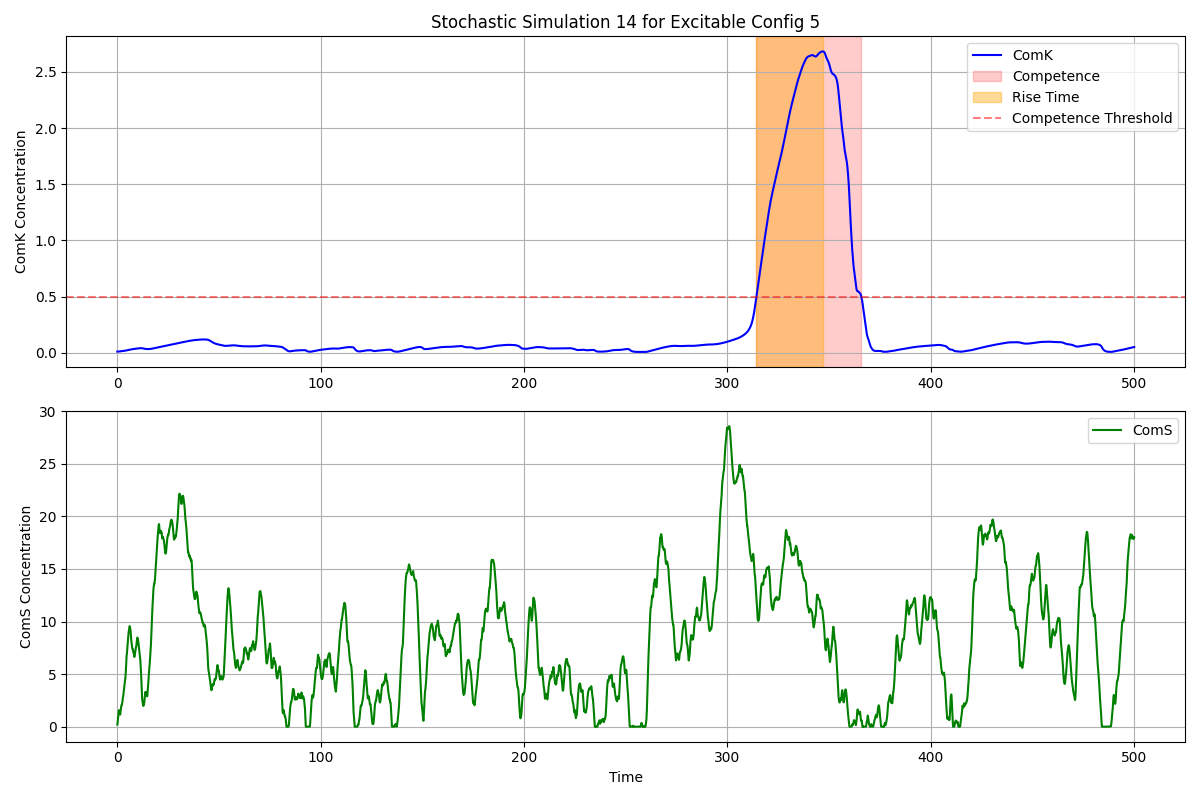 Stochastic Simulation 14 for Excitable Config 5
ComK Concentration
2.5
2.0
1.5
1.0
0.5
0.0
ComK
Competence
Rise Time
Competence Threshold
0 100 200 300 400 500
ComS Concentration
30
25
20
15
10
5
0
ComS
0 100 200 300 400 500
Time